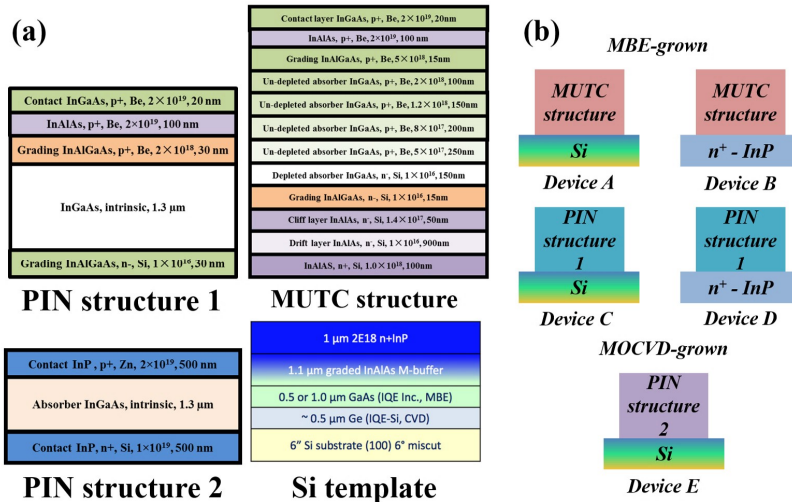 (a)
Contact InGaAs, p+, Be, 2×10¹⁹, 20 nm
InAlAs, p+, Be, 2×10¹⁹, 100 nm
Grading InAlGaAs, p+, Be, 2×10¹⁸, 30 nm
InGaAs, intrinsic, 1.3 μm
Grading InAlGaAs, n-, Si, 1×10¹⁶, 30 nm
PIN structure 1
Contact layer InGaAs, p+, Be, 2×10¹⁹, 20nm
InAlAs, p+, Be, 2×10¹⁹, 100 nm
Grading InAlGaAs, p+, Be, 5×10¹⁸, 15nm
Un-depleted absorber InGaAs, p+, Be, 2×10¹⁸, 100nm
Un-depleted absorber InGaAs, p+, Be, 1.2×10¹⁸, 150nm
Un-depleted absorber InGaAs, p+, Be, 8×10¹⁷, 200nm
Un-depleted absorber InGaAs, p+, Be, 5×10¹⁷, 250nm
Depleted absorber InGaAs, n⁻, Si, 1×10¹⁶, 150nm
Grading InAlGaAs, n-, Si, 1×10¹⁶, 15nm
Cliff layer InAlAs, n⁻, Si, 1.4×10¹⁷, 50nm
Drift layer InAlAs, n⁻, Si, 1×10¹⁶, 900nm
InAlAS, n+, Si, 1.0×10¹⁸, 100nm
MUTC structure
Contact InP, p+, Zn, 2×10¹⁹, 500 nm
Absorber InGaAs, intrinsic, 1.3 μm
Contact InP, n+, Si, 1×10¹⁹, 500 nm
PIN structure 2
1 μm 2E18 n+InP
1.1 μm graded InAlAs M-buffer
0.5 or 1.0 μm GaAs (IQE Inc., MBE)
~ 0.5 μm Ge (IQE-Si, CVD)
6" Si substrate (100) 6° miscut
Si template
(b)
MBE-grown
MUTC
structure
Si
Device A
MUTC
structure
n⁺ - InP
Device B
PIN
structure
1
Si
Device C
PIN
structure
1
n⁺ - InP
Device D
MOCVD-grown
PIN
structure
2
Si
Device E